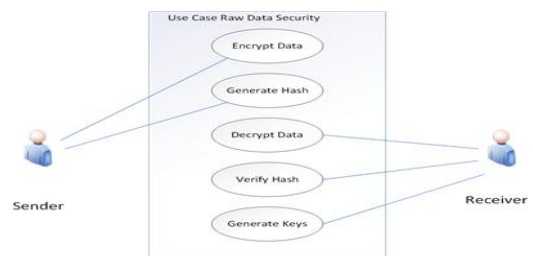 Use Case Raw Data Security
Encrypt Data
Generate Hash
Decrypt Data
Verify Hash
Generate Keys
Sender
Receiver